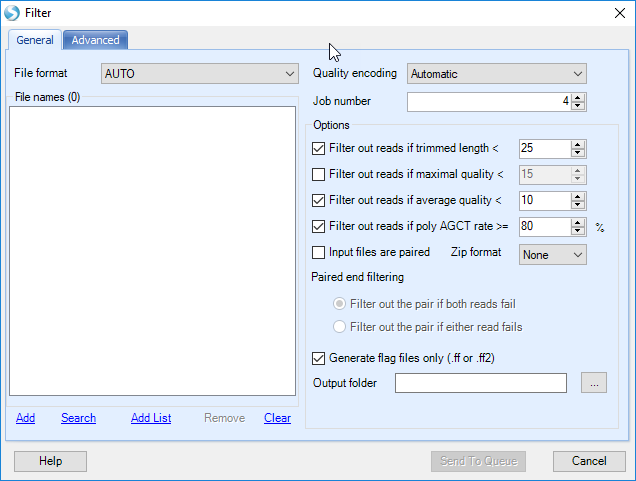 Filter
General Advanced
File format AUTO Quality encoding Automatic
Job number 4
File names (0)
Options
Filter out reads if trimmed length < 25
Filter out reads if maximal quality < 15
Filter out reads if average quality < 10
Filter out reads if poly AGCT rate >= 80 %
Input files are paired Zip format None
Paired end filtering
Filter out the pair if both reads fail
Filter out the pair if either read fails
Generate flag files only (.ff or .ff2)
Output folder ...
Add Search Add List Remove Clear
Help Send To Queue Cancel